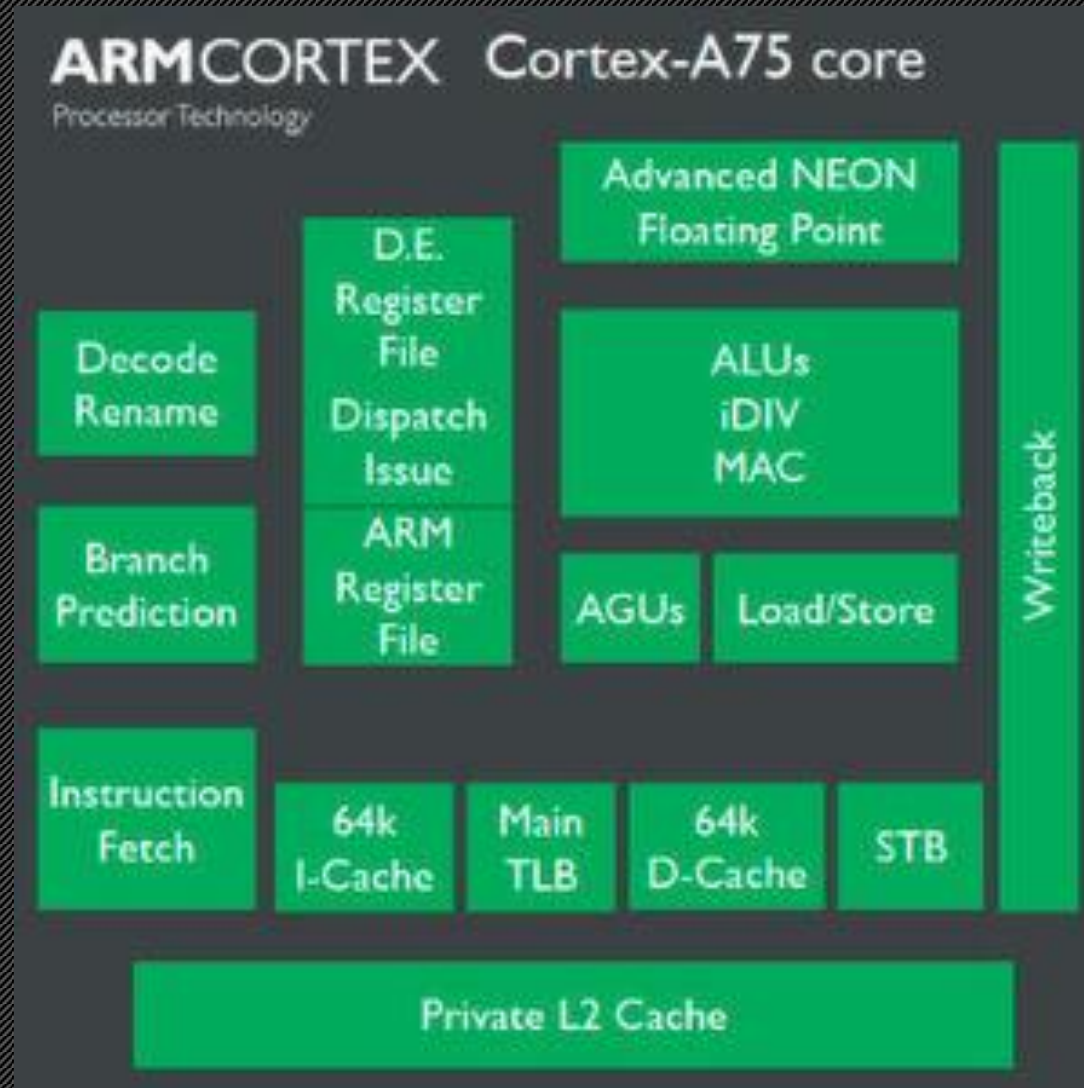 ARMCORTEX Cortex-A75 core
Processor Technology
Advanced NEON
Floating Point
D.E.
Register
File
Dispatch
Issue
ARM
Register
File
Decode
Rename
ALUs
iDIV
MAC
Writeback
Branch
Prediction
AGUs
Load/Store
Instruction
Fetch
64k
I-Cache
Main
TLB
64k
D-Cache
STB
Private L2 Cache